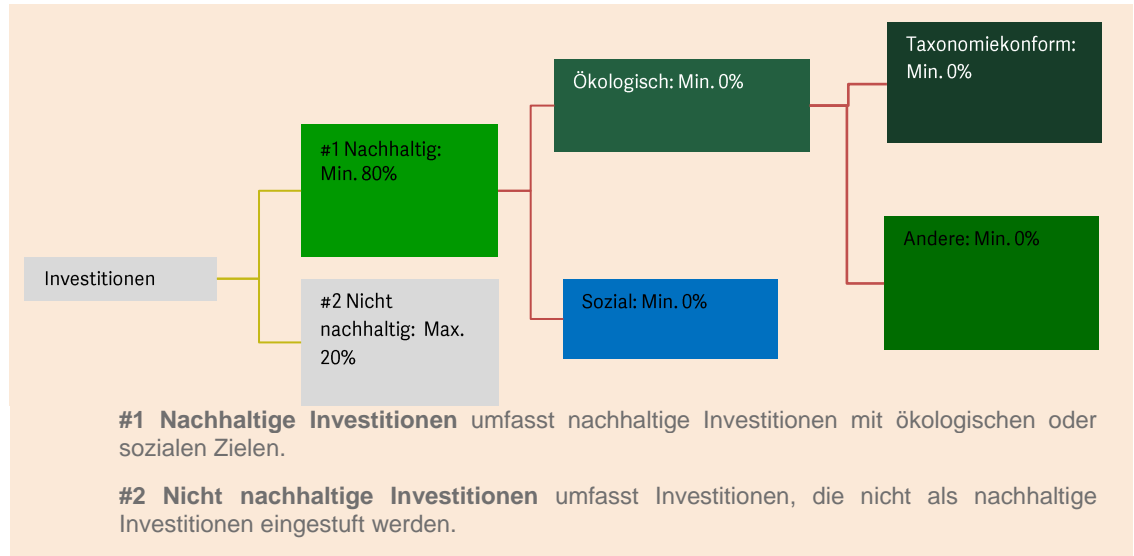 Investitionen
#1 Nachhaltig:
Min. 80%
#2 Nicht
nachhaltig: Max.
20%
Ökologisch: Min. 0%
Sozial: Min. 0%
Taxonomiekonform:
Min. 0%
Andere: Min. 0%
#1 Nachhaltige Investitionen umfasst nachhaltige Investitionen mit ökologischen oder
sozialen Zielen.
#2 Nicht nachhaltige Investitionen umfasst Investitionen, die nicht als nachhaltige
Investitionen eingestuft werden.